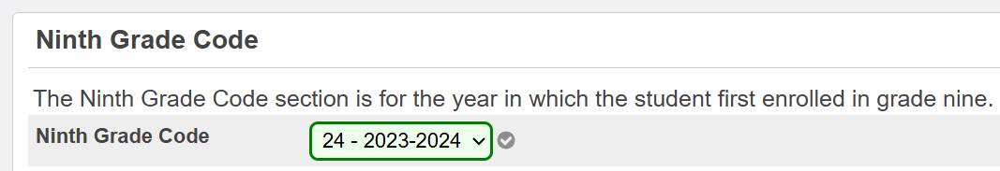 Ninth Grade Code
The Ninth Grade Code section is for the year in which the student first enrolled in grade nine.
Ninth Grade Code 24 - 2023-2024